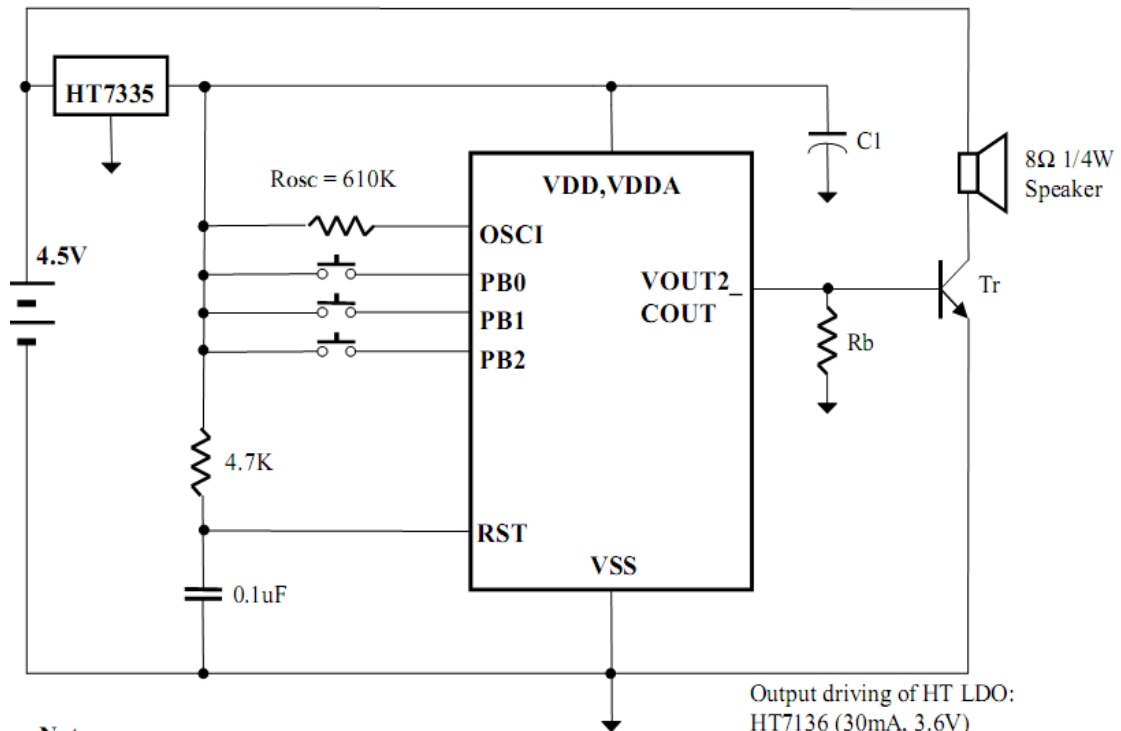 HT7335
C1
8Ω 1/4W
Speaker
Rosc = 610K
VDD,VDDA
OSCI
4.5V
PB0
VOUT2_
COUT
Tr
PB1
PB2
Rb
4.7K
RST
VSS
0.1uF
Output driving of HT LDO:
HT7136 (30mA, 3.6V)